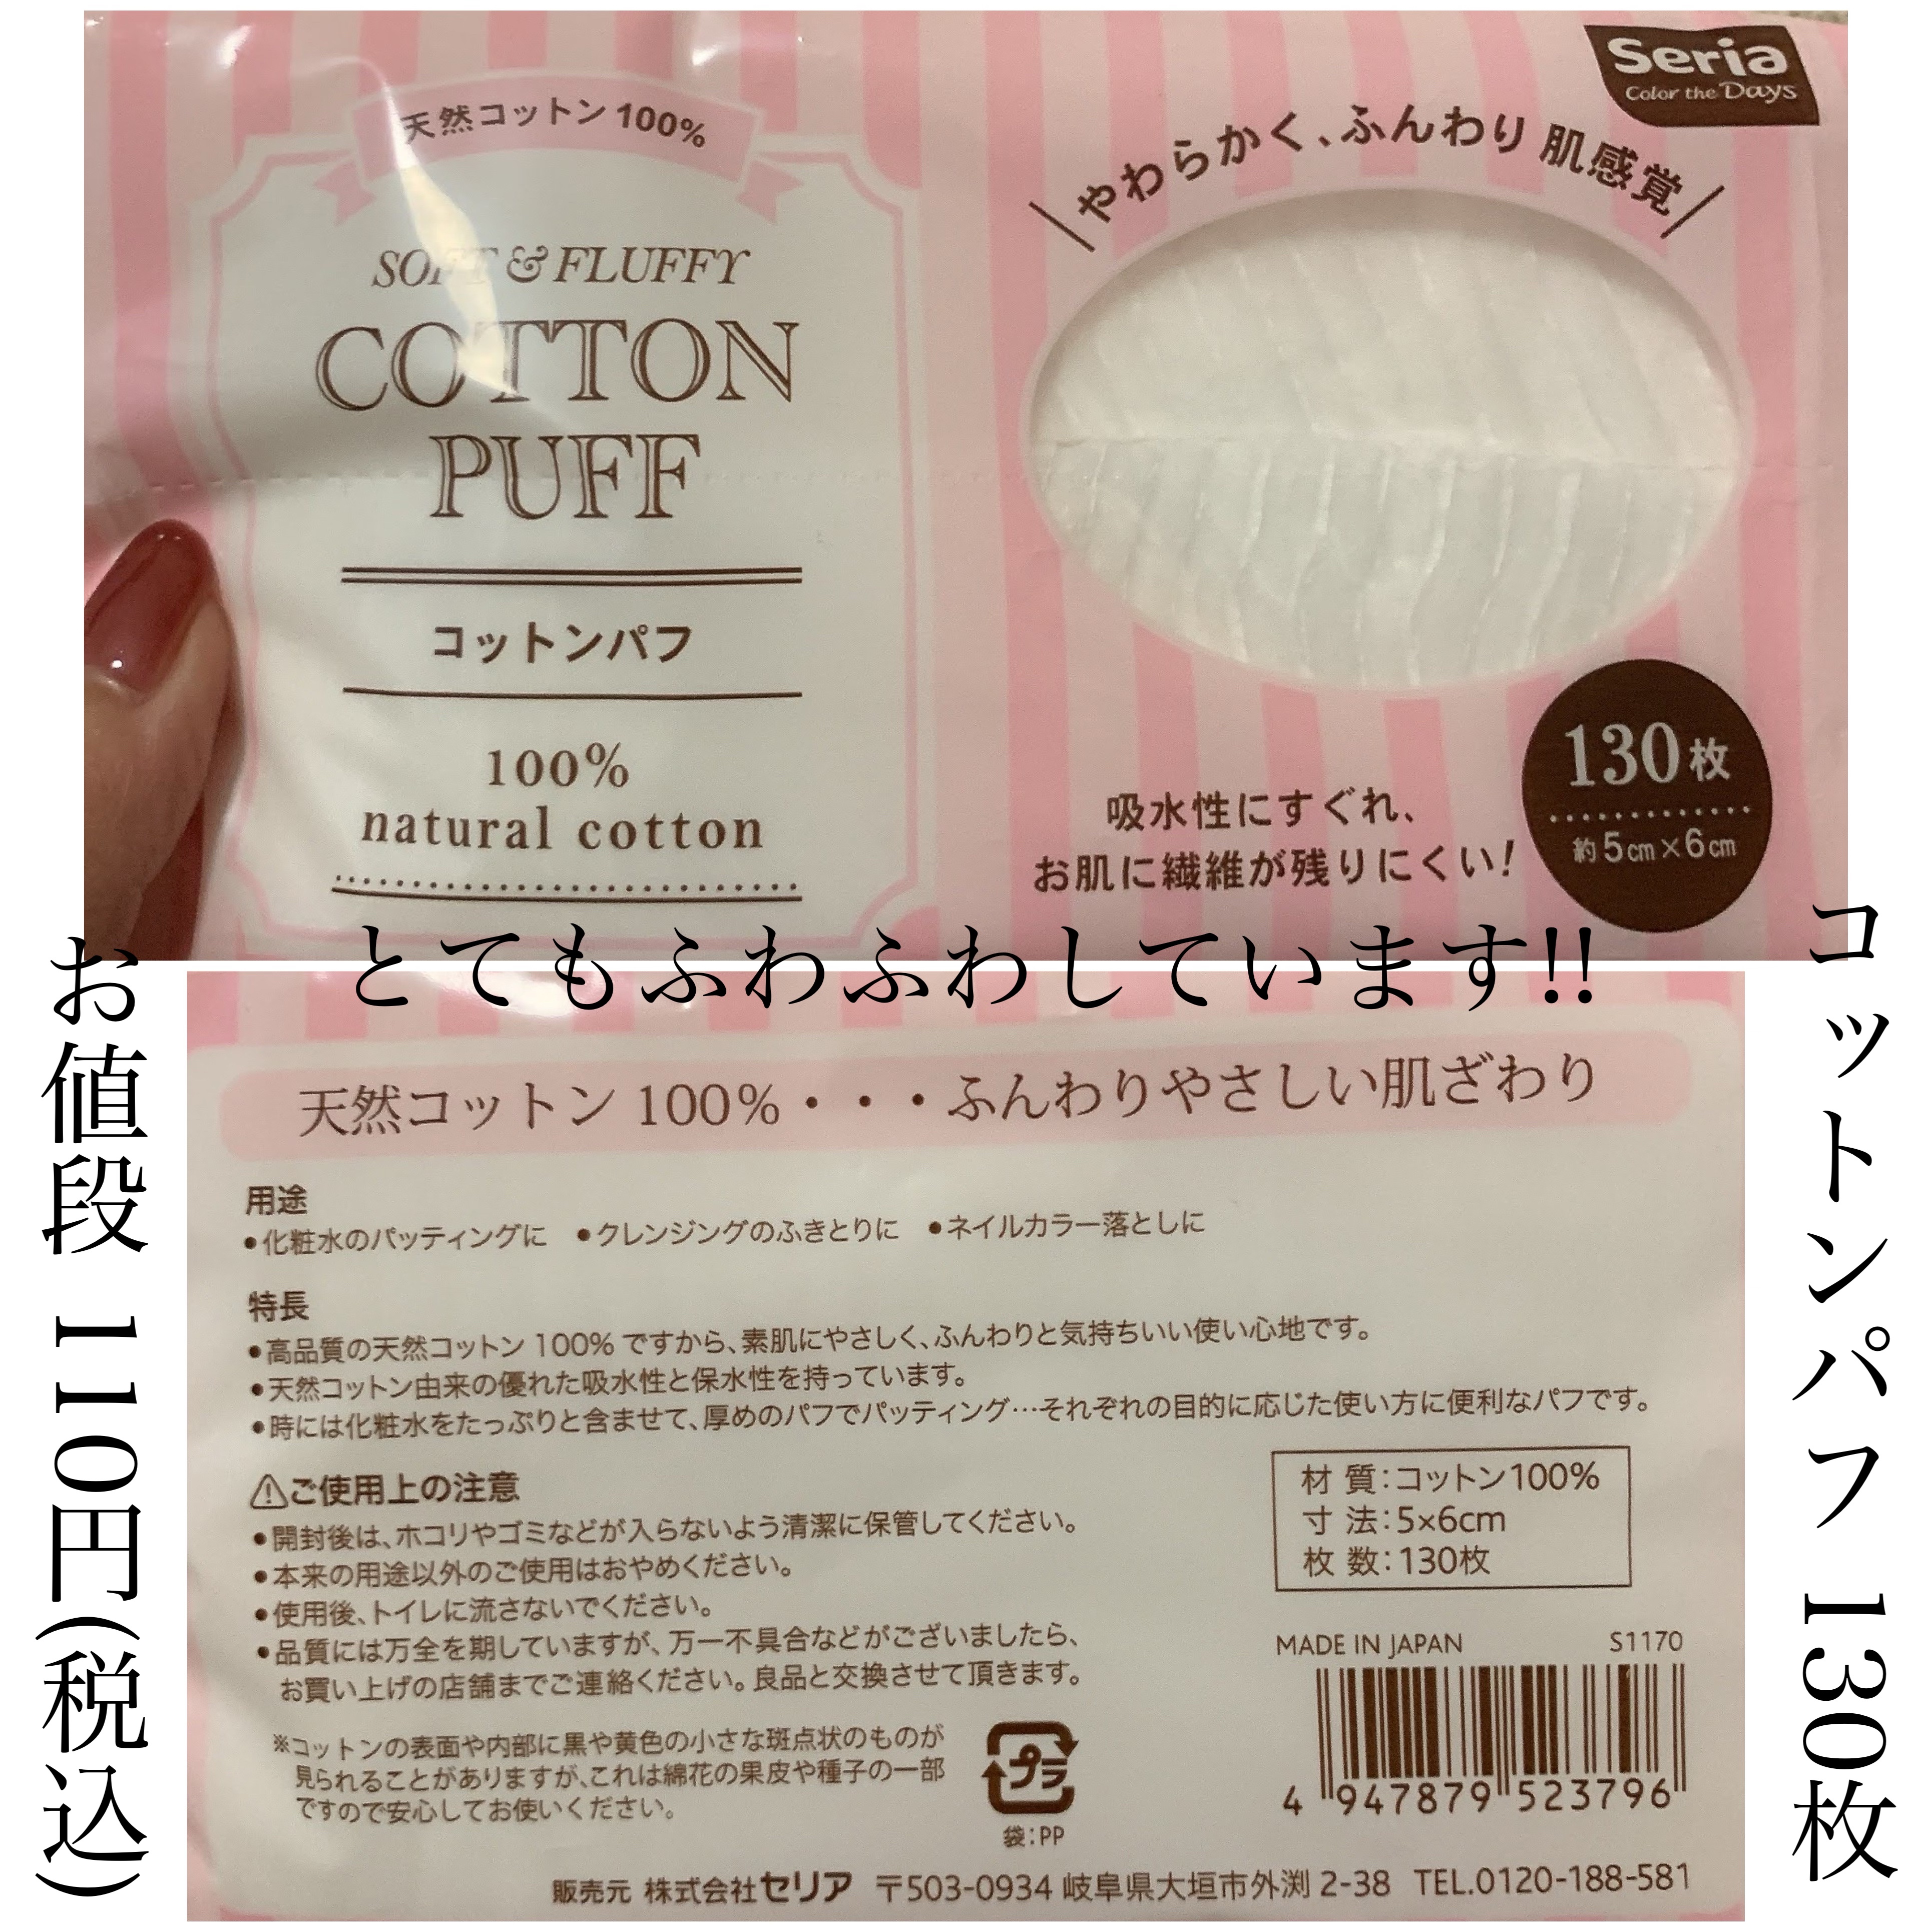 Seria
Color the Days
天然コットン100%
SOFT & FLUFFY
COTTON
PUFF
コットンパフ
100%
natural cotton
やわらかく、ふんわり肌感覚
吸水性にすぐれ、
お肌に繊維が残りにくい!
130枚
約5cm×6cm
とてもふわふわしています!!
コットンパフ 130枚
お値段 110円(税込)
天然コットン100%・・・ふんわりやさしい肌ざわり
用途
●化粧水のパッティングに ●クレンジングのふきとりに ●ネイルカラー落としに
特長
●高品質の天然コットン100%ですから、素肌にやさしく、ふんわりと気持ちいい使い心地です。
●天然コットン由来の優れた吸水性と保水性を持っています。
●時には化粧水をたっぷりと含ませて、厚めのパフでパッティング…それぞれの目的に応じた使い方に便利なパフです。
⚠ご使用上の注意
●開封後は、ホコリやゴミなどが入らないよう清潔に保管してください。
●本来の用途以外のご使用はおやめください。
●使用後、トイレに流さないでください。
●品質には万全を期していますが、万一不具合などがございましたら、
お買い上げの店舗までご連絡ください。良品と交換させて頂きます。
※コットンの表面や内部に黒や黄色の小さな斑点状のものが
見られることがありますが、これは綿花の果皮や種子の一部
ですので安心してお使いください。
プラ
袋:PP
材 質:コットン100%
寸 法:5×6cm
枚 数:130枚
MADE IN JAPAN S1170
4 947879 523796
販売元 株式会社セリア 〒503-0934 岐阜県大垣市外渕 2-38 TEL.0120-188-581